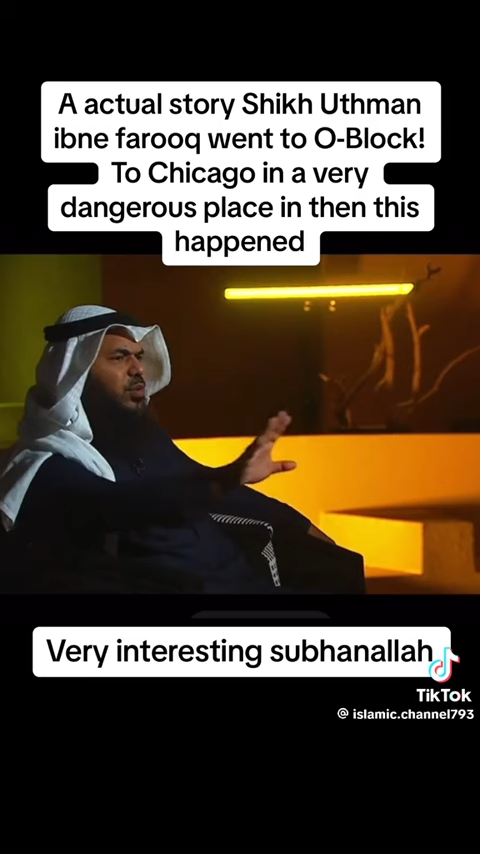 A actual story Shikh Uthman
ibne farooq went to O-Block!
To Chicago in a very
dangerous place in then this
happened
Very interesting subhanallah
TikTok
@ islamic.channel793